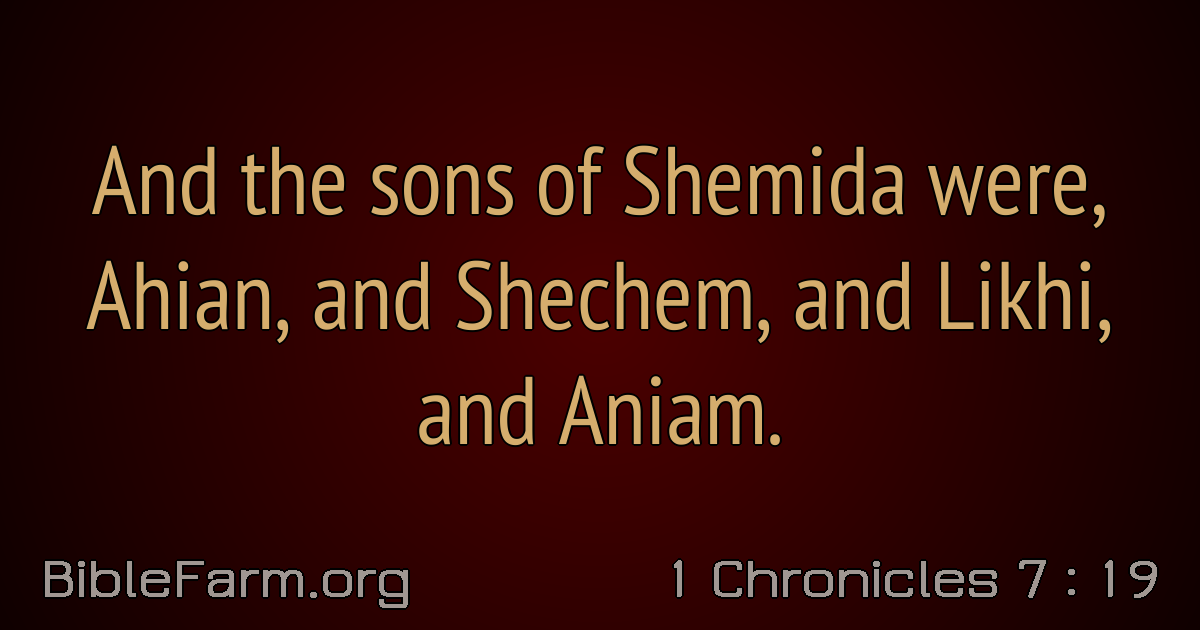 And the sons of Shemida were,
Ahian, and Shechem, and Likhi,
and Aniam.
BibleFarm.org
1 Chronicles 7 : 19